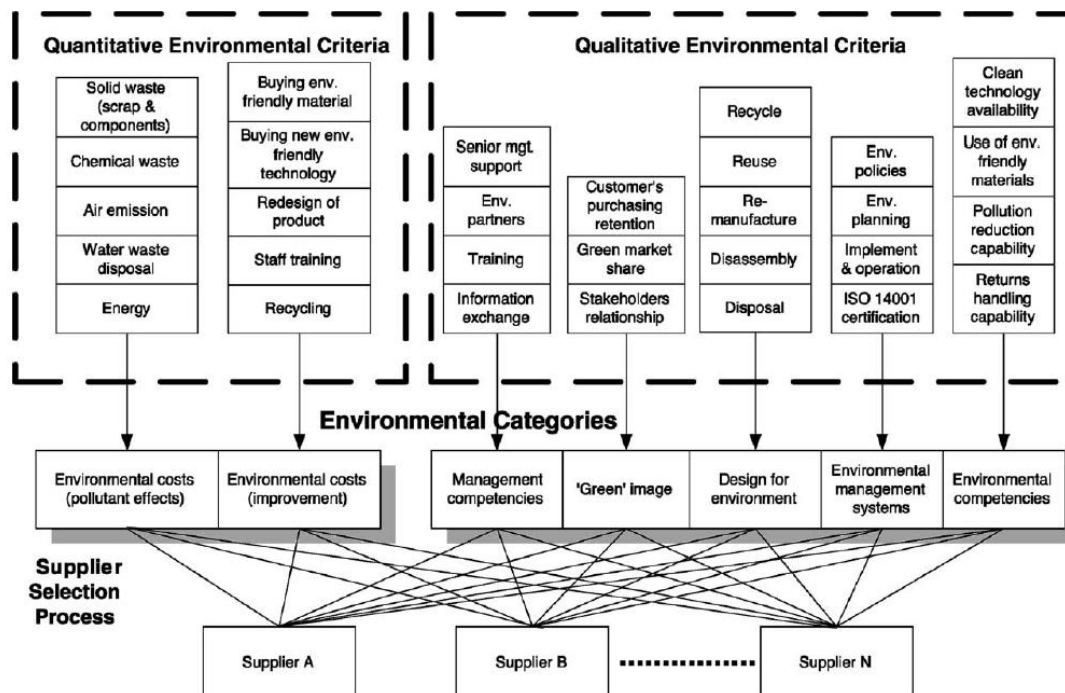 Quantitative Environmental Criteria
Solid waste
(scrap &
components)
Chemical waste
Air emission
Water waste
disposal
Energy
Buying env.
friendly material
Buying new env.
friendly
technology
Redesign of
product
Staff training
Recycling
Qualitative Environmental Criteria
Senior mgt.
support
Env.
partners
Training
Information
exchange
Customer's
purchasing
retention
Green market
share
Stakeholders
relationship
Recycle
Reuse
Re-
manufacture
Disassembly
Disposal
Env.
policies
Env.
planning
Implement
& operation
ISO 14001
certification
Clean
technology
availability
Use of env.
friendly
materials
Pollution
reduction
capability
Returns
handling
capability
Environmental Categories
Environmental costs
(pollutant effects)
Environmental costs
(improvement)
Management
competencies
'Green' image
Design for
environment
Environmental
management
systems
Environmental
competencies
Supplier
Selection
Process
Supplier A
Supplier B
Supplier N